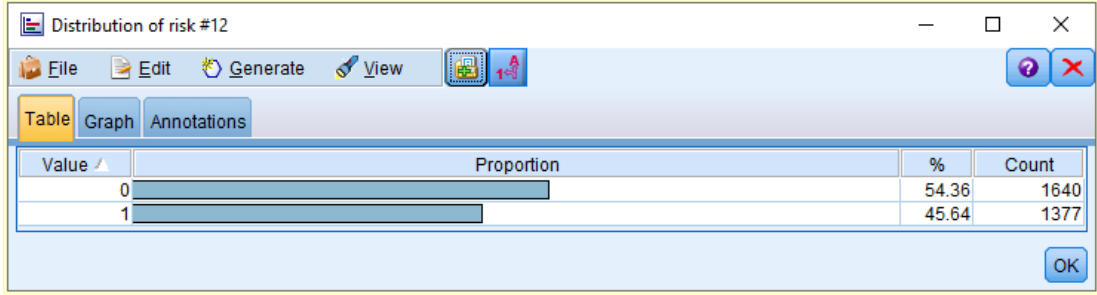 Distribution of risk #12
File Edit Generate View 1 A
Table Graph Annotations
Value Proportion % Count
0 54.36 1640
1 45.64 1377
OK